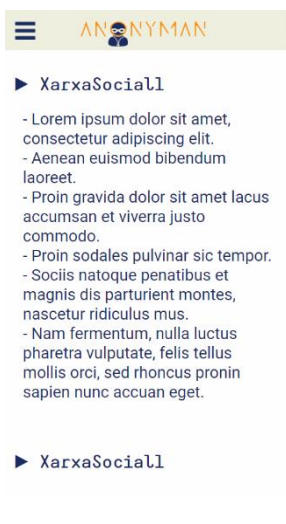 ANONYMAN
XarxaSociall
- Lorem ipsum dolor sit amet,
consectetur adipiscing elit.
- Aenean euismod bibendum
laoreet.
- Proin gravida dolor sit amet lacus
accumsan et viverra justo
commodo.
- Proin sodales pulvinar sic tempor.
- Sociis natoque penatibus et
magnis dis parturient montes,
nascetur ridiculus mus.
- Nam fermentum, nulla luctus
pharetra vulputate, felis tellus
mollis orci, sed rhoncus pronin
sapien nunc accuan eget.
XarxaSociall